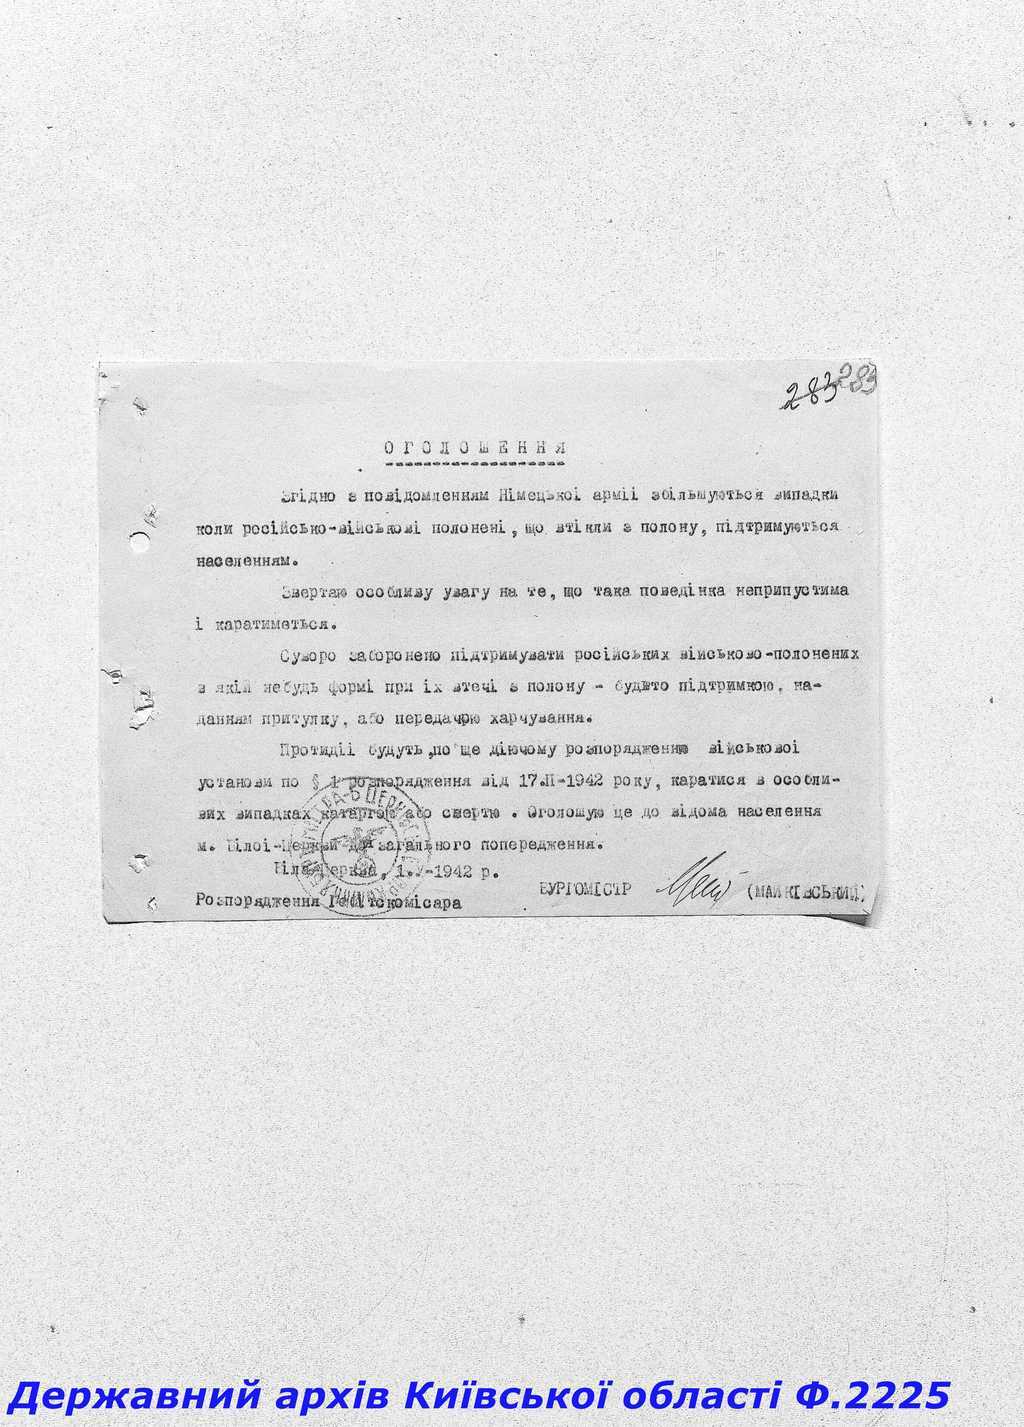 283 283
ОГОЛОШЕННЯ
Згідно з повідомленням Німецької армії збільшуються випадки
коли російсько-військові полонені, що втікли з полону, підтримуються
населенням.
Звертаю особливу увагу на те, що така поведінка неприпустима
і каратиметься.
Суворо заборонено підтримувати російських військово-полонених
в якій небудь формі при їх втечі з полону - будьто підтримкою, на-
данням притулку, або передачою харчування.
Протидії будуть, по ще діючому розпорядженню військової
установи по § 1 розпорядження від 17.ІІ-1942 року, каратися в особли-
вих випадках каторгою або смертю. Оголошую це до відома населення
м. Білої-Церкви для загального попередження.
Біла-Церква, 1.У-1942 р.
БУРГОМІСТР (МАЙКІВСЬКИЙ)
Розпорядження Гебітскомісара
Державний архів Київської області Ф.2225